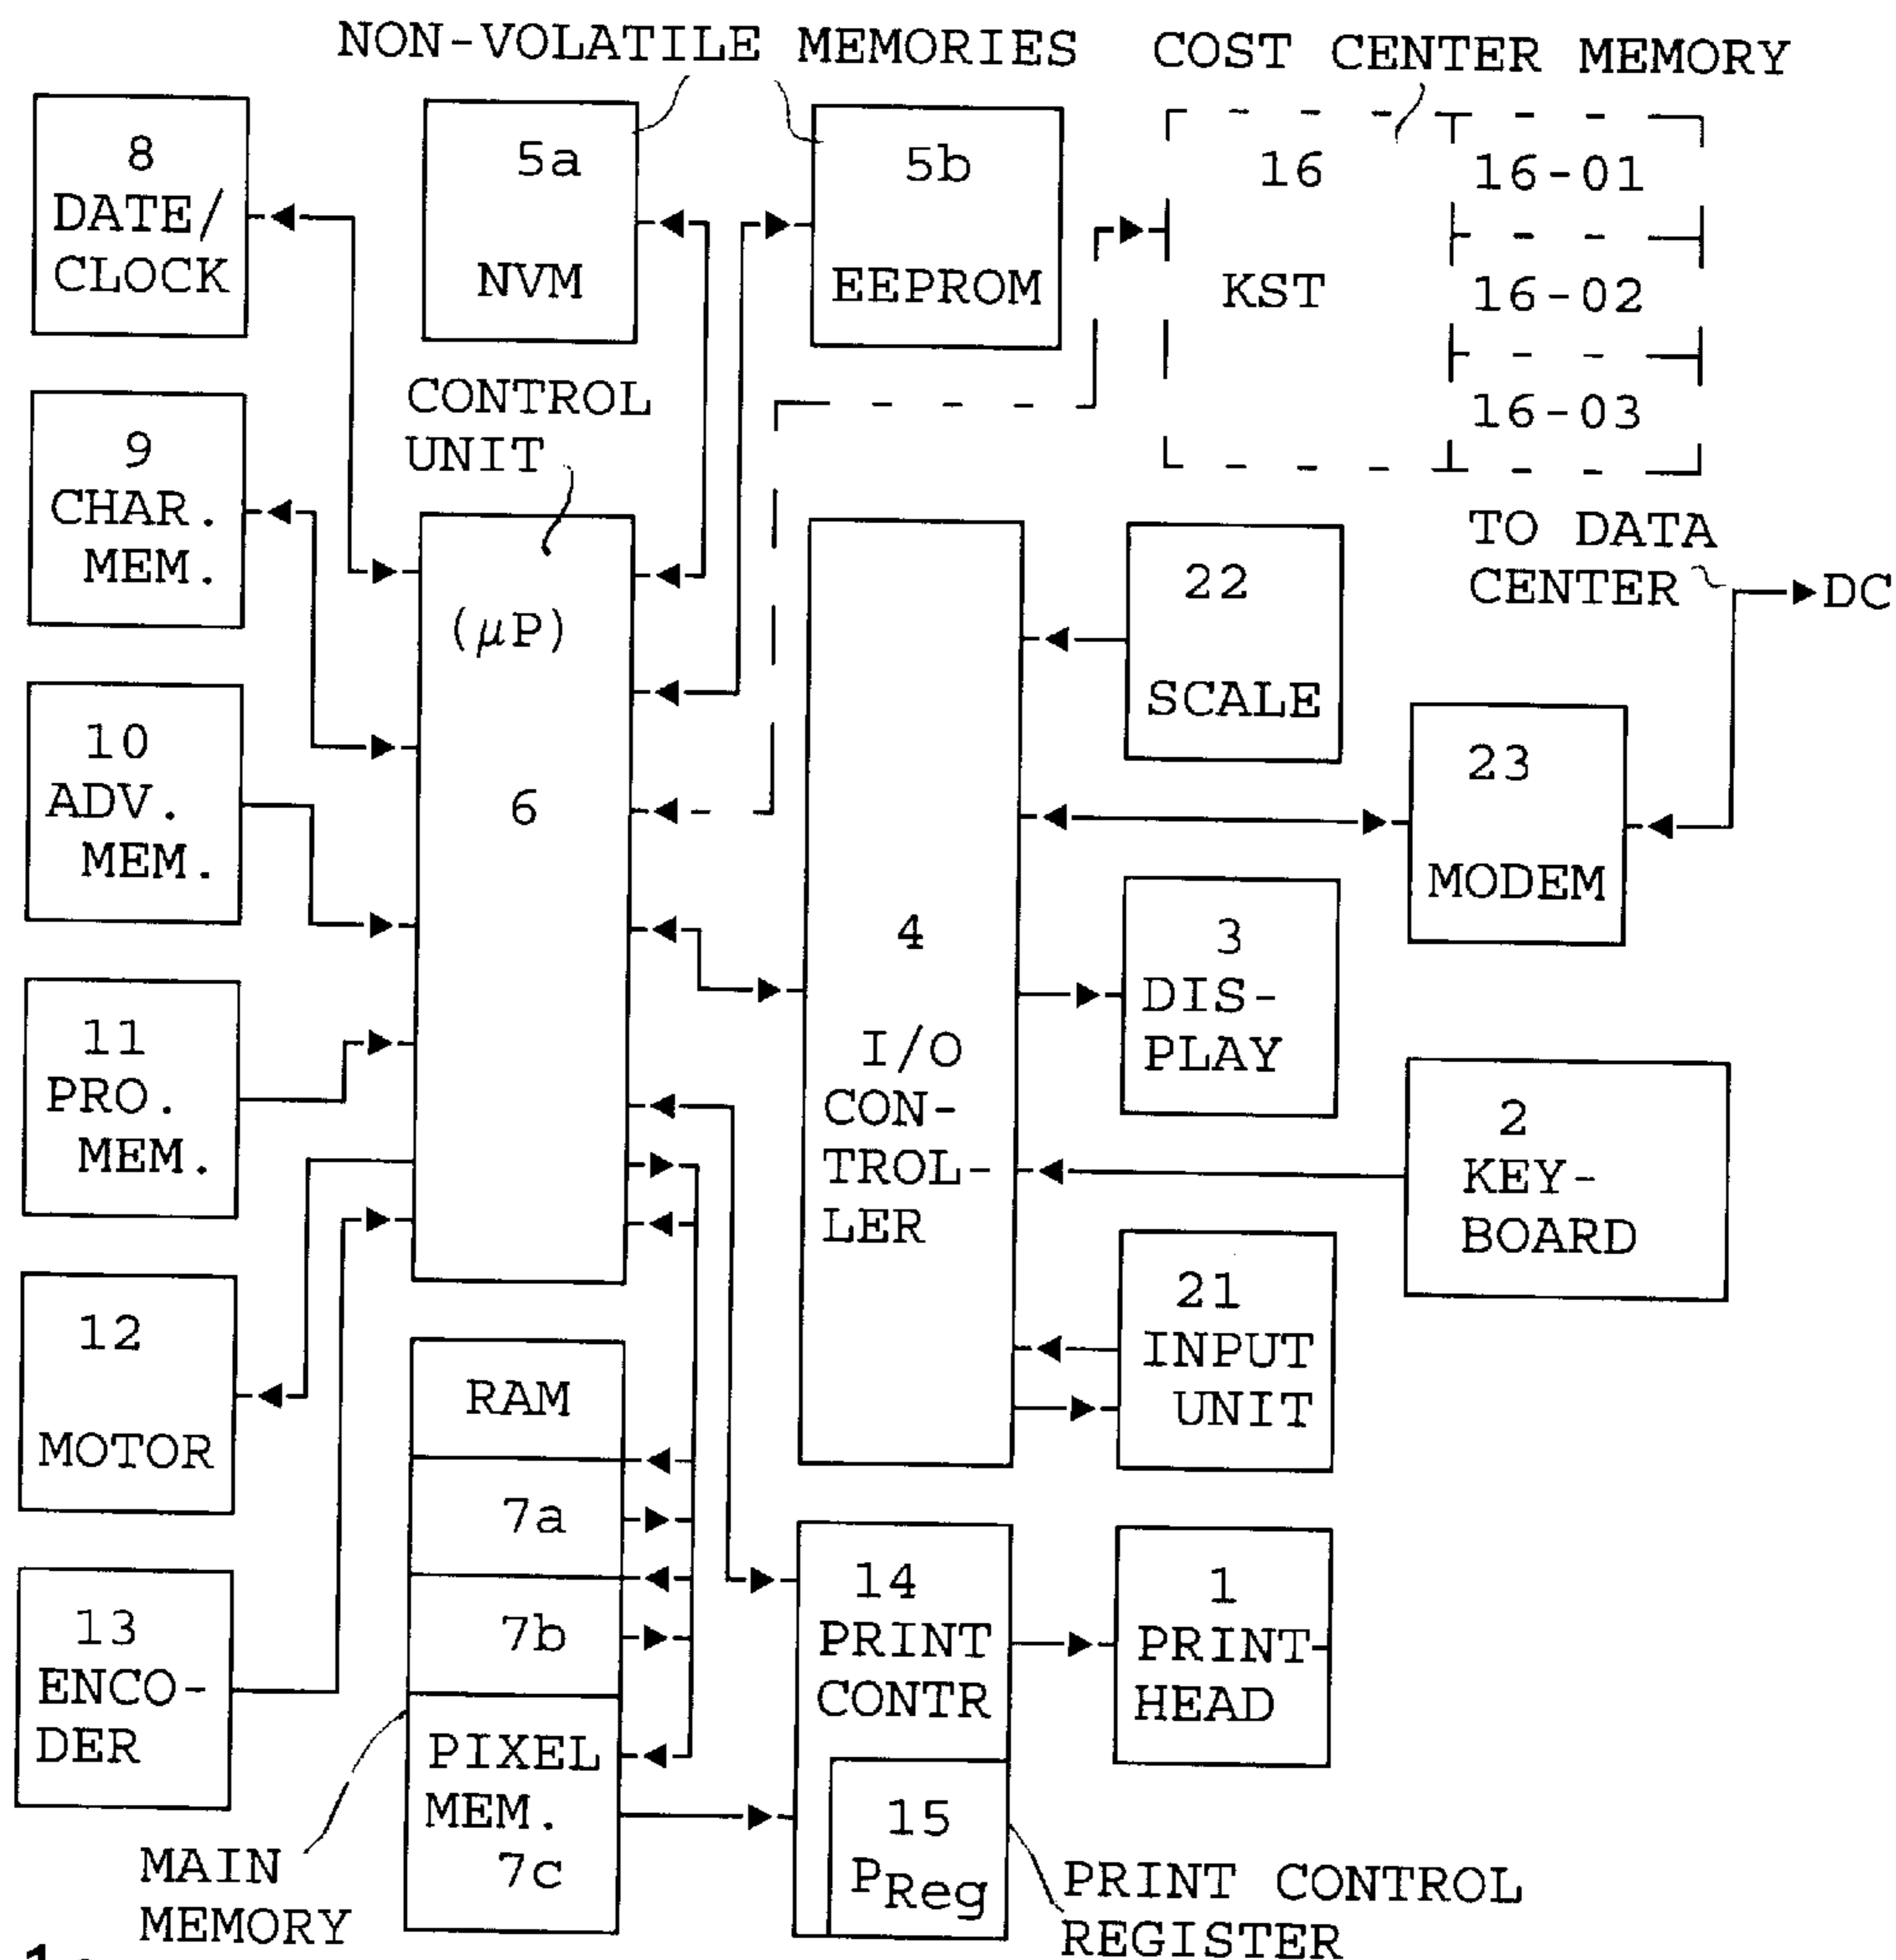 NON-VOLATILE MEMORIES
COST CENTER MEMORY
8
DATE/
CLOCK
5a
NVM
5b
EEPROM
16
KST
16-01
16-02
16-03
CONTROL
UNIT
9
CHAR.
MEM.
(μP)
6
10
ADV.
MEM.
11
PRO.
MEM.
12
MOTOR
13
ENCO-
DER
4
I/O
CON-
TROL-
LER
22
SCALE
TO DATA
CENTER
DC
23
MODEM
3
DIS-
PLAY
2
KEY-
BOARD
21
INPUT
UNIT
RAM
7a
7b
PIXEL
MEM.
7c
14
PRINT
CONTR
15
PReg
1
PRINT-
HEAD
MAIN
MEMORY
PRINT CONTROL
REGISTER